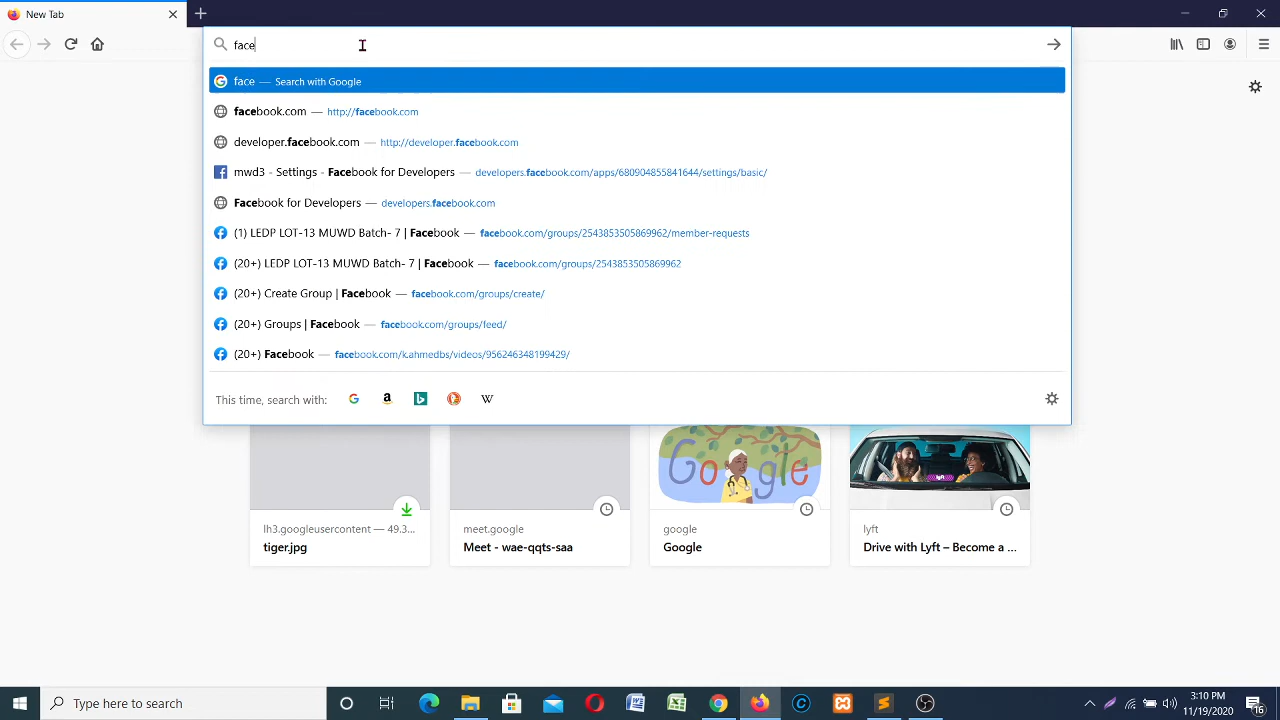 New Tab
face
face — Search with Google
facebook.com — http://facebook.com
developer.facebook.com — http://developer.facebook.com
mwd3 - Settings - Facebook for Developers — developers.facebook.com/apps/680904855841644/settings/basic/
Facebook for Developers — developers.facebook.com
(1) LEDP LOT-13 MUWD Batch- 7 | Facebook — facebook.com/groups/2543853505869962/member-requests
(20+) LEDP LOT-13 MUWD Batch- 7 | Facebook — facebook.com/groups/2543853505869962
(20+) Create Group | Facebook — facebook.com/groups/create/
(20+) Groups | Facebook — facebook.com/groups/feed/
(20+) Facebook — facebook.com/k.ahmedbs/videos/956246348199429/
This time, search with:
Google
lh3.googleusercontent — 49.3...
tiger.jpg
meet.google
Meet - wae-qqts-saa
google
Google
lyft
Drive with Lyft – Become a ...
Type here to search
3:10 PM
11/19/2020
16